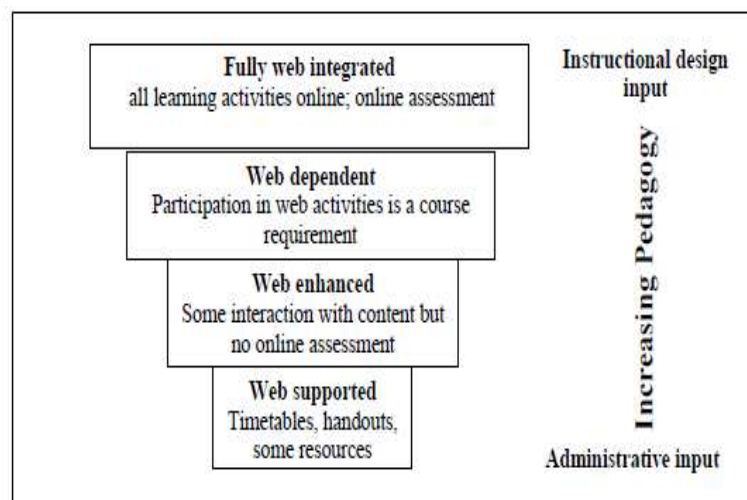 Fully web integrated
all learning activities online; online assessment
Web dependent
Participation in web activities is a course
requirement
Web enhanced
Some interaction with content but
no online assessment
Web supported
Timetables, handouts,
some resources
Instructional design
input
Increasing Pedagogy
Administrative input